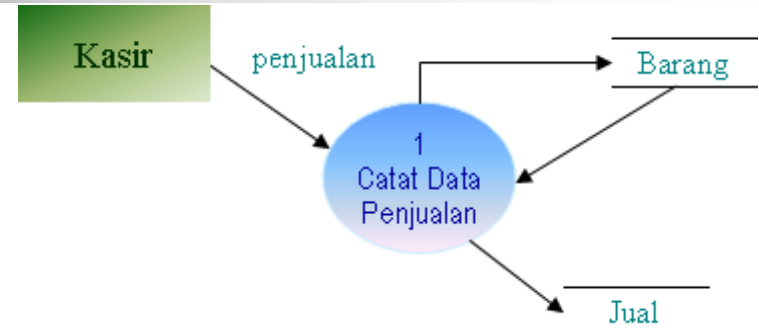 Kasir
penjualan
Barang
1
Catat Data
Penjualan
Jual